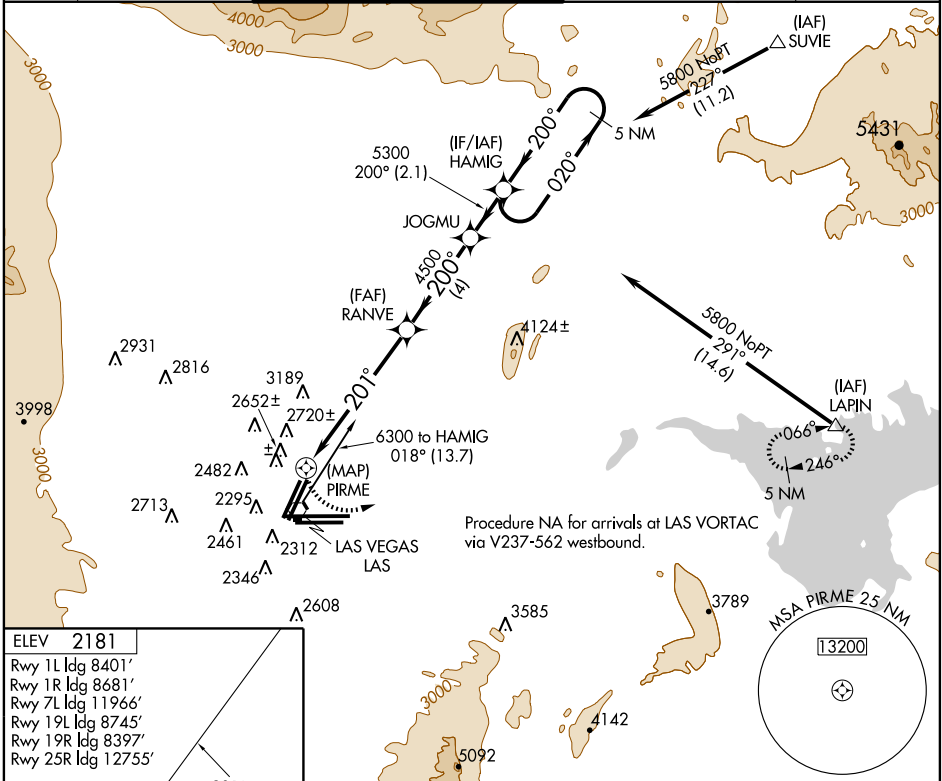 4000
3000
3000
(IAF)
SUVIE
5800 NoPT
227°
(11.2)
5431
3000
5 NM
200°
020°
(IF/IAF)
HAMIG
5300
200° (2.1)
JOGMU
4500
200°
(4)
(FAF)
RANVE
4124±
5800 NoPT
291°
(14.6)
(IAF)
LAPIN
066°
246°
5 NM
2931
2816
3189
201°
2652±
2720±
±
3998
3000
6300 to HAMIG
018° (13.7)
2482
(MAP)
PIRME
2295
2713
2461
2312
LAS VEGAS
LAS
2346
Procedure NA for arrivals at LAS VORTAC
via V237-562 westbound.
2608
3585
3789
3000
4142
5092
MSA PIRME 25 NM
13200
ELEV 2181
Rwy 1L ldg 8401'
Rwy 1R ldg 8681'
Rwy 7L ldg 11966'
Rwy 19L ldg 8745'
Rwy 19R ldg 8397'
Rwy 25R ldg 12755'